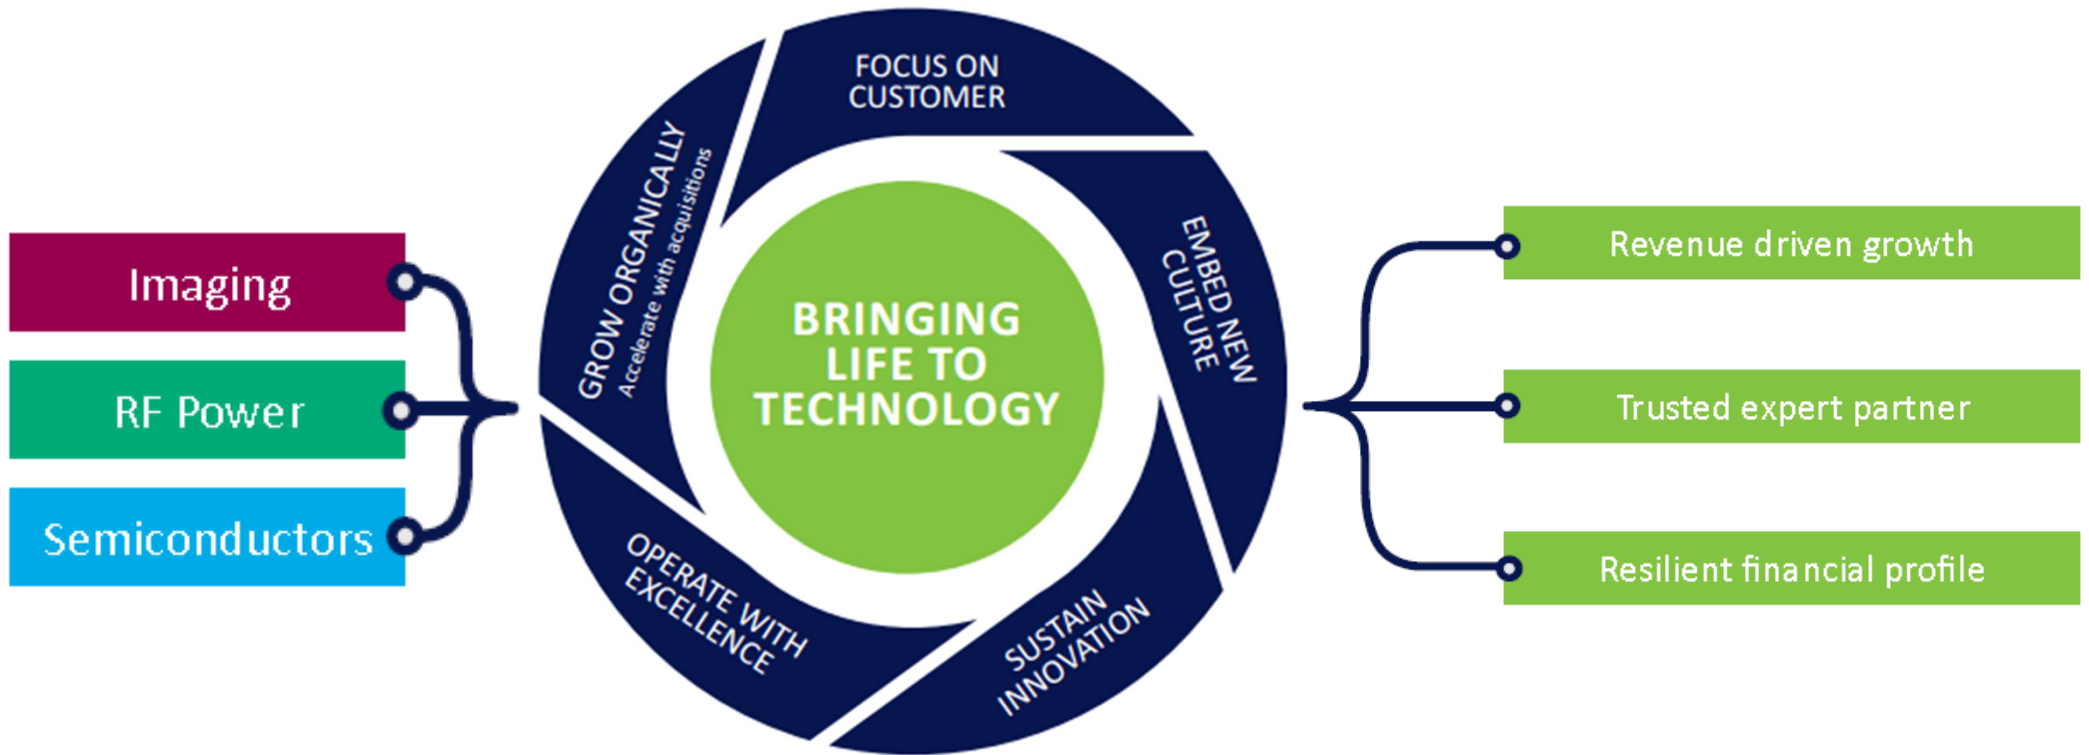 Imaging
RF Power
Semiconductors
FOCUS ON
CUSTOMER
EMBED NEW
CULTURE
SUSTAIN
INNOVATION
OPERATE WITH
EXCELLENCE
GROW ORGANICALLY
Accelerate with acquisitions
BRINGING
LIFE TO
TECHNOLOGY
Revenue driven growth
Trusted expert partner
Resilient financial profile